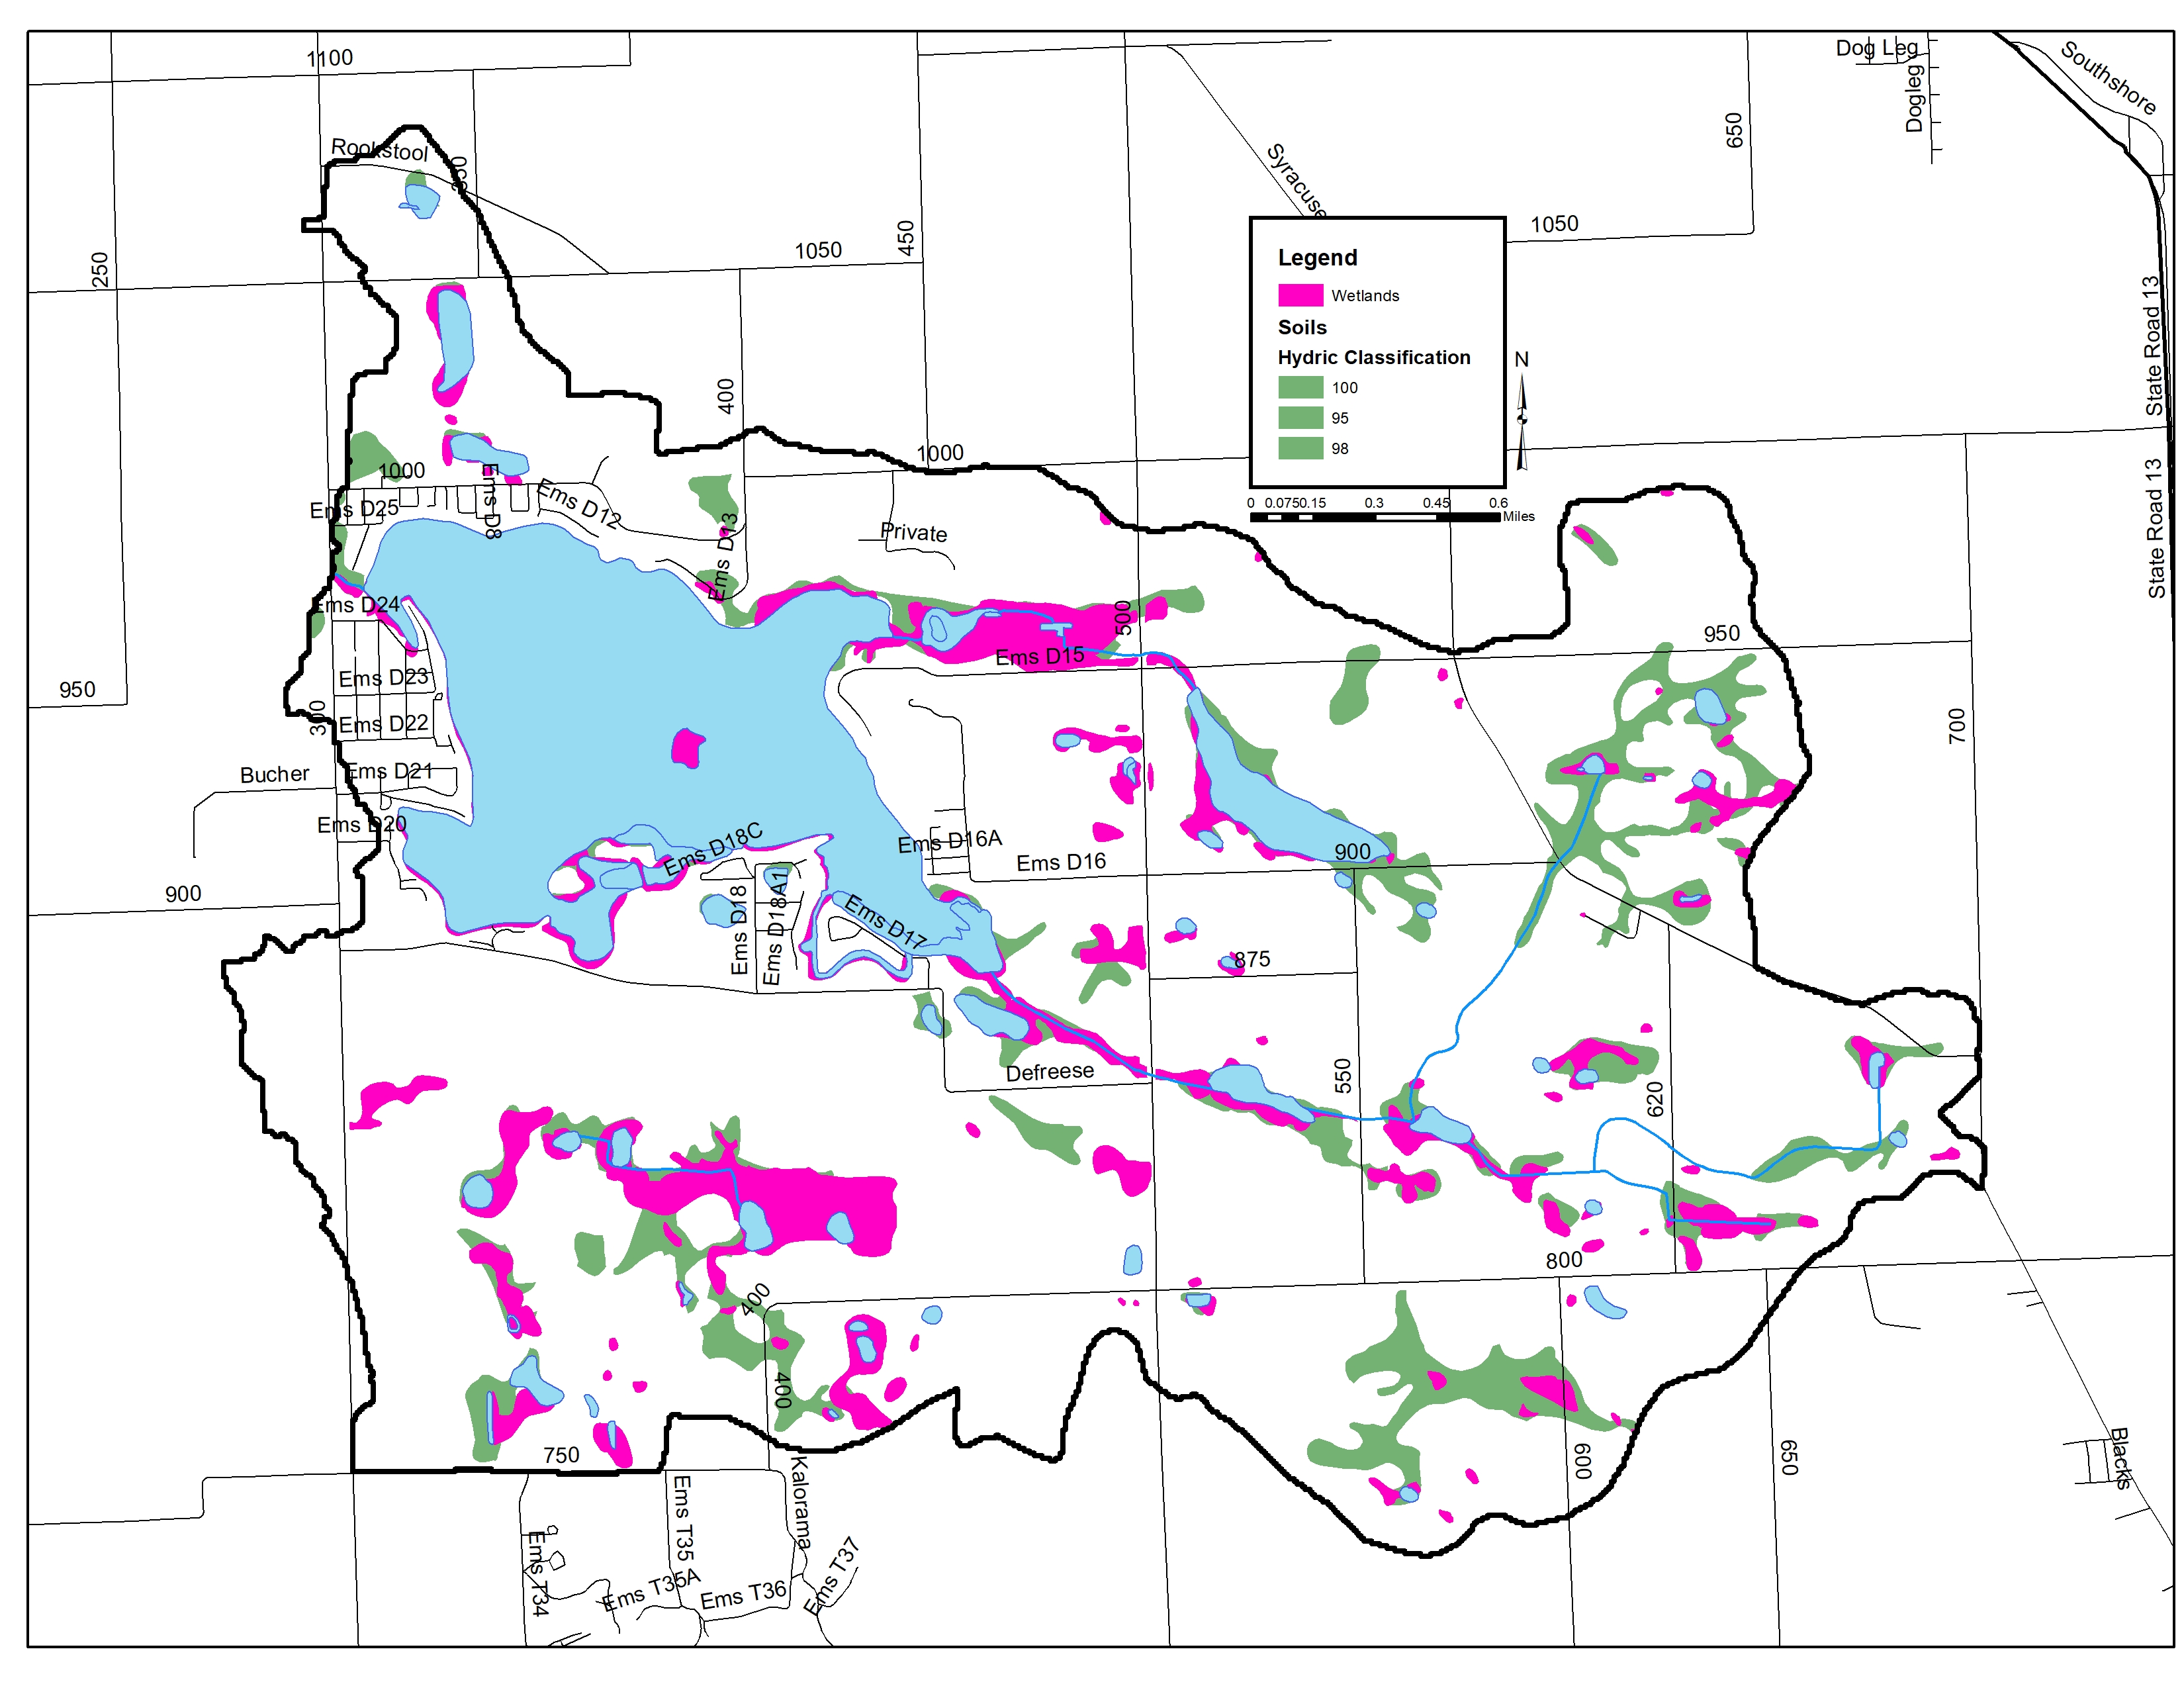 1100
Dog Leg
Southshore
Dogleg
Rookstool
350
Syracuse
650
1050
450
1050
250
State Road 13
Legend
Wetlands
Soils
Hydric Classification
100
95
98
N
0 0.075 0.15 0.3 0.45 0.6
Miles
400
1000
1000
Ems D25
Ems D8
Ems D12
Ems D13
Private
State Road 13
Ems D24
500
Ems D15
950
950
Ems D23
300
Ems D22
700
Bucher
Ems D21
Ems D20
Ems D18C
Ems D16A
Ems D16
900
900
Ems D18
Ems D18A1
Ems D17
875
Defreese
550
620
800
400
400
750
Kalorama
600
650
Blacks
Ems T34
Ems T35
Ems T35A
Ems T36
Ems T37